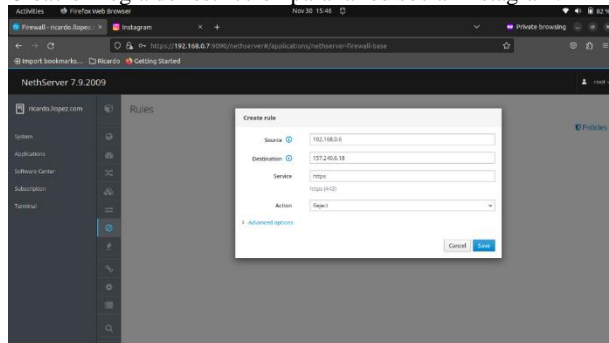 Activities Firefox Web Browser Nov 30 15:46 82 %
Firewall - ricardo.llopez. Instagram Private browsing
https://192.168.0.7:9090/nethserver#/applications/nethserver-firewall-base
Import bookmarks... Ricardo Getting Started
NethServer 7.9.2009 root
ricardo.llopez.com
Rules
Policies
System
Applications
Software Center
Subscription
Terminal
Create rule
Source 192.168.0.6
Destination 157.240.6.18
Service https
https (443)
Action Reject
Advanced options
Cancel Save